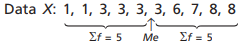 Data X: 1, 1, 3, 3, 3, 3, 6, 7, 8, 8
Σf = 5 Me Σf = 5